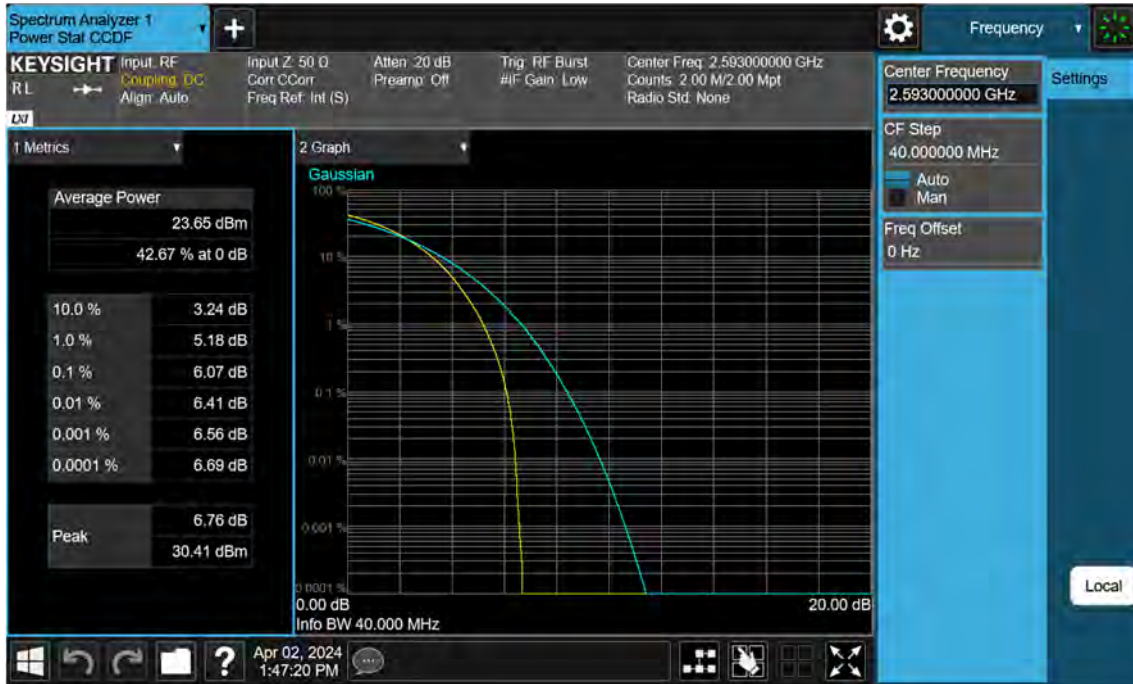 Spectrum Analyzer 1
Power Stat CCDF
+
Frequency
KEYSIGHT
RL
LXI
Input: RF
Coupling: DC
Align: Auto
Input Z: 50 Ω
Corr CCorr
Freq Ref: Int (S)
Atten: 20 dB
Preamp: Off
Trig: RF Burst
#IF Gain: Low
Center Freq: 2.593000000 GHz
Counts: 2.00 M/2.00 Mpt
Radio Std: None
Center Frequency
2.593000000 GHz
Settings
CF Step
40.000000 MHz
Auto
Man
Freq Offset
0 Hz
Local
1 Metrics
Average Power
23.65 dBm
42.67 % at 0 dB
10.0 % 3.24 dB
1.0 % 5.18 dB
0.1 % 6.07 dB
0.01 % 6.41 dB
0.001 % 6.56 dB
0.0001 % 6.69 dB
Peak
6.76 dB
30.41 dBm
2 Graph
Gaussian
100 %
10 %
1 %
0.1 %
0.01 %
0.001 %
0.0001 %
0.00 dB 20.00 dB
Info BW 40.000 MHz
?
Apr 02, 2024
1:47:20 PM